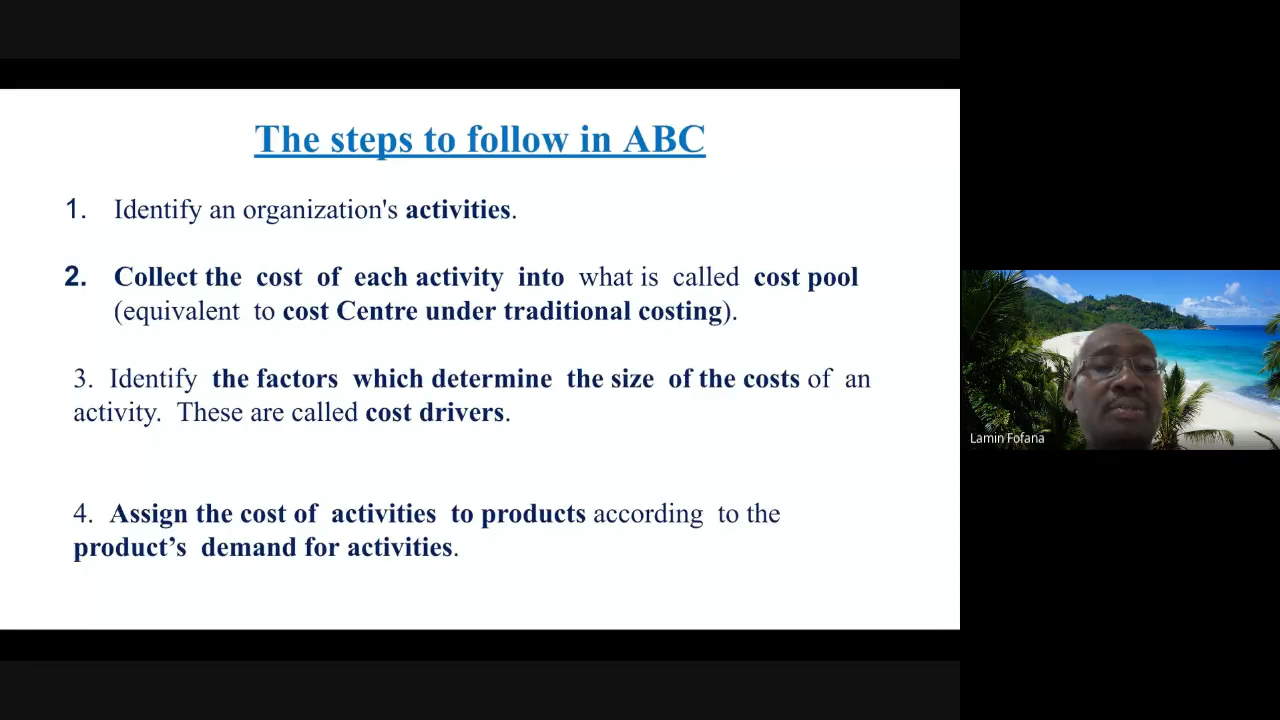 The steps to follow in ABC
1. Identify an organization's activities.
2. Collect the cost of each activity into what is called cost pool
(equivalent to cost Centre under traditional costing).
3. Identify the factors which determine the size of the costs of an
activity. These are called cost drivers.
4. Assign the cost of activities to products according to the
product’s demand for activities.
Lamin Fofana